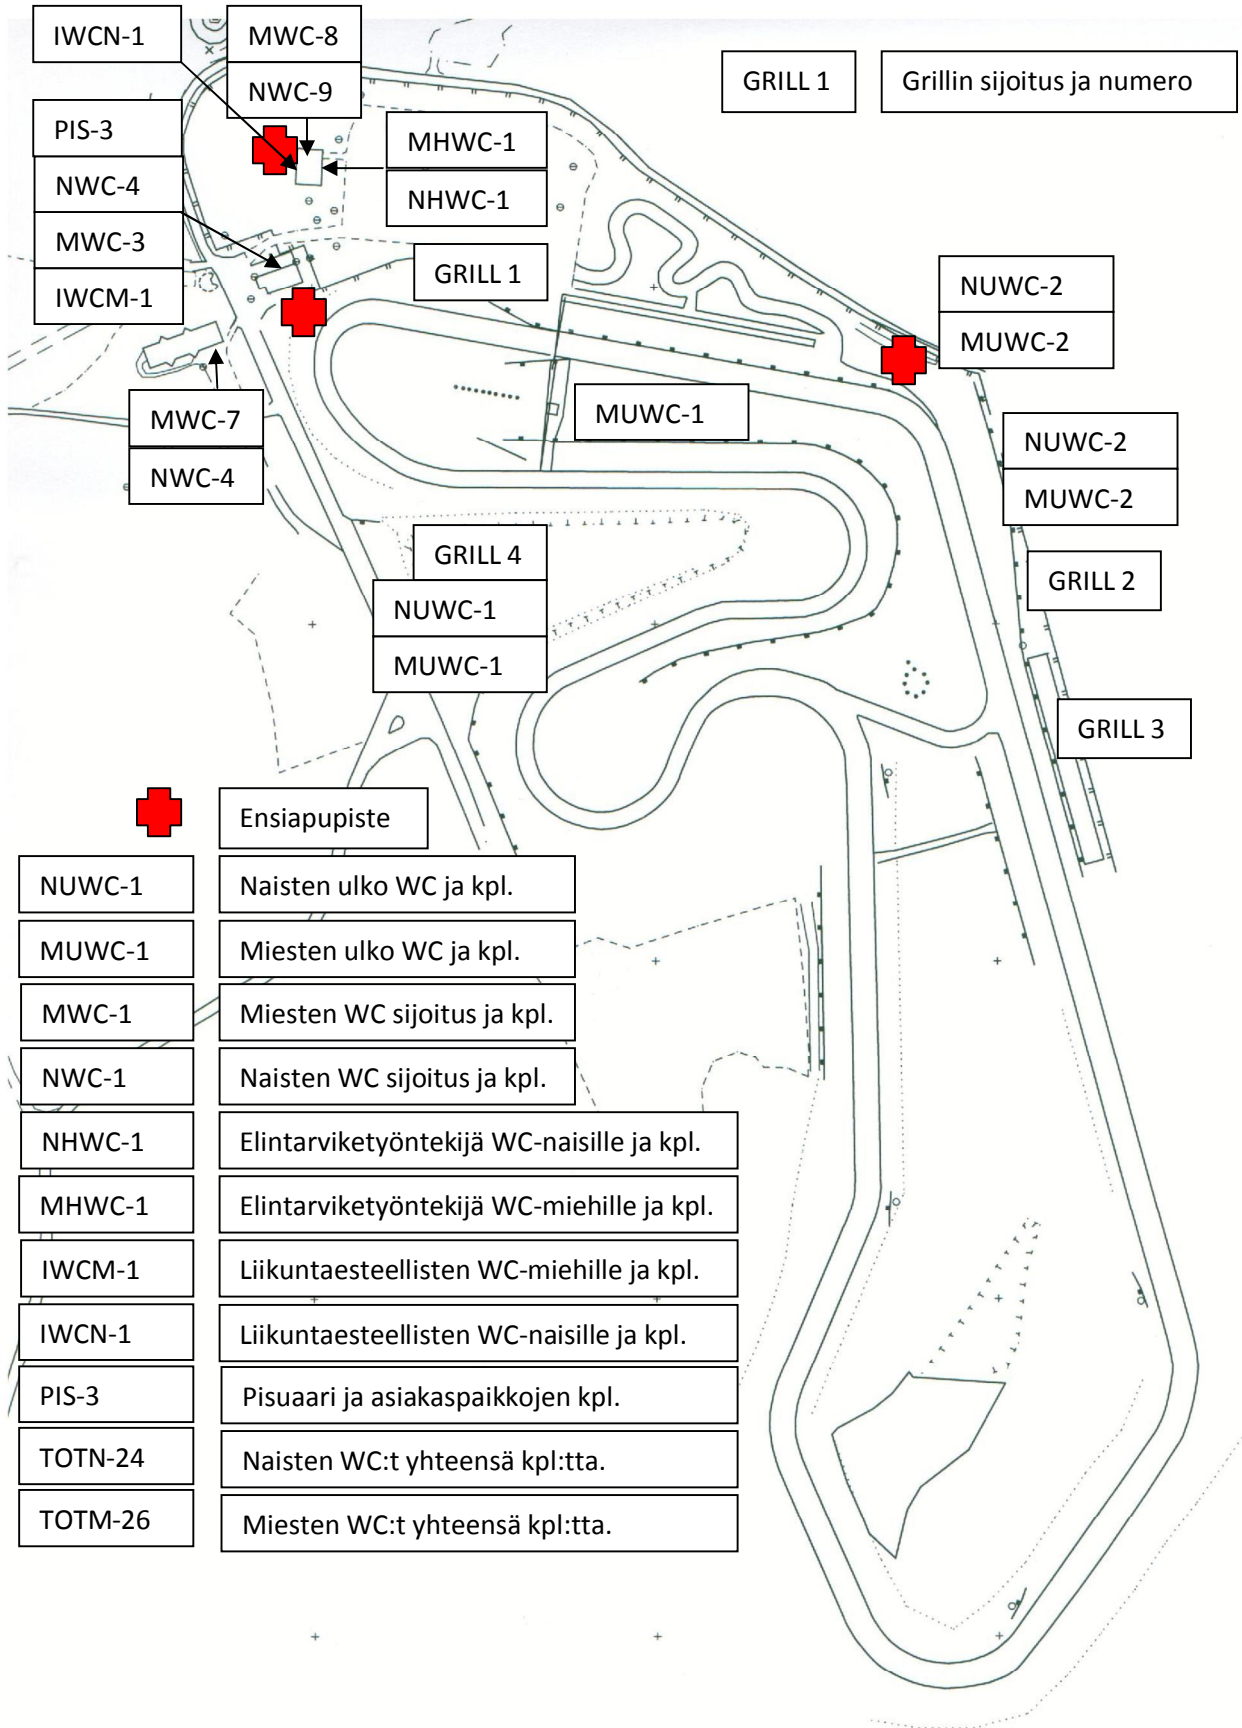 IWCN-1
MWC-8
NWC-9
GRILL 1
Grillin sijoitus ja numero
PIS-3
NWC-4
MWC-3
IWCM-1
MHWC-1
NHWC-1
GRILL 1
NUWC-2
MUWC-2
MWC-7
NWC-4
MUWC-1
NUWC-2
MUWC-2
GRILL 4
NUWC-1
MUWC-1
GRILL 2
GRILL 3
Ensiapupiste
NUWC-1 Naisten ulko WC ja kpl.
MUWC-1 Miesten ulko WC ja kpl.
MWC-1 Miesten WC sijoitus ja kpl.
NWC-1 Naisten WC sijoitus ja kpl.
NHWC-1 Elintarviketyöntekijä WC-naisille ja kpl.
MHWC-1 Elintarviketyöntekijä WC-miehille ja kpl.
IWCM-1 Liikuntaesteellisten WC-miehille ja kpl.
IWCN-1 Liikuntaesteellisten WC-naisille ja kpl.
PIS-3 Pisuaari ja asiakaspaikkojen kpl.
TOTN-24 Naisten WC:t yhteensä kpl:tta.
TOTM-26 Miesten WC:t yhteensä kpl:tta.